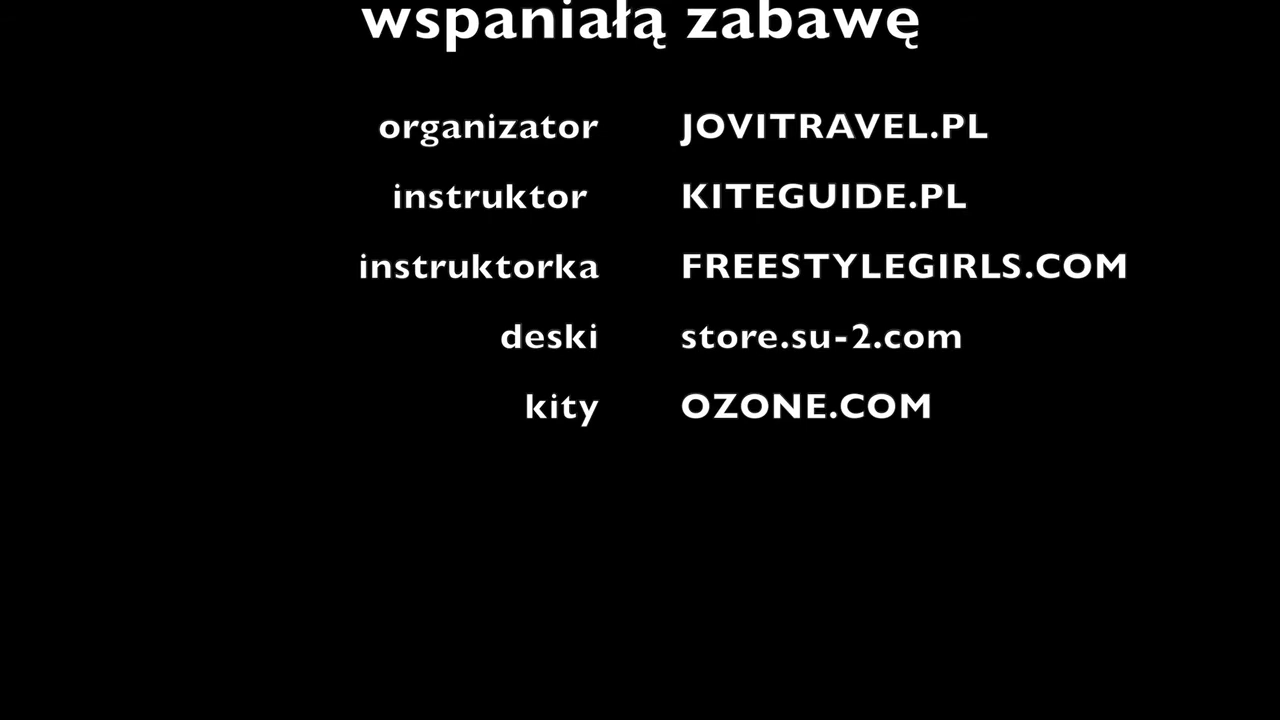 wspaniałą zabawę
organizator JOVITRAVEL.PL
instruktor KITEGUIDE.PL
instruktorka FREESTYLEGIRLS.COM
deski store.su-2.com
kity OZONE.COM